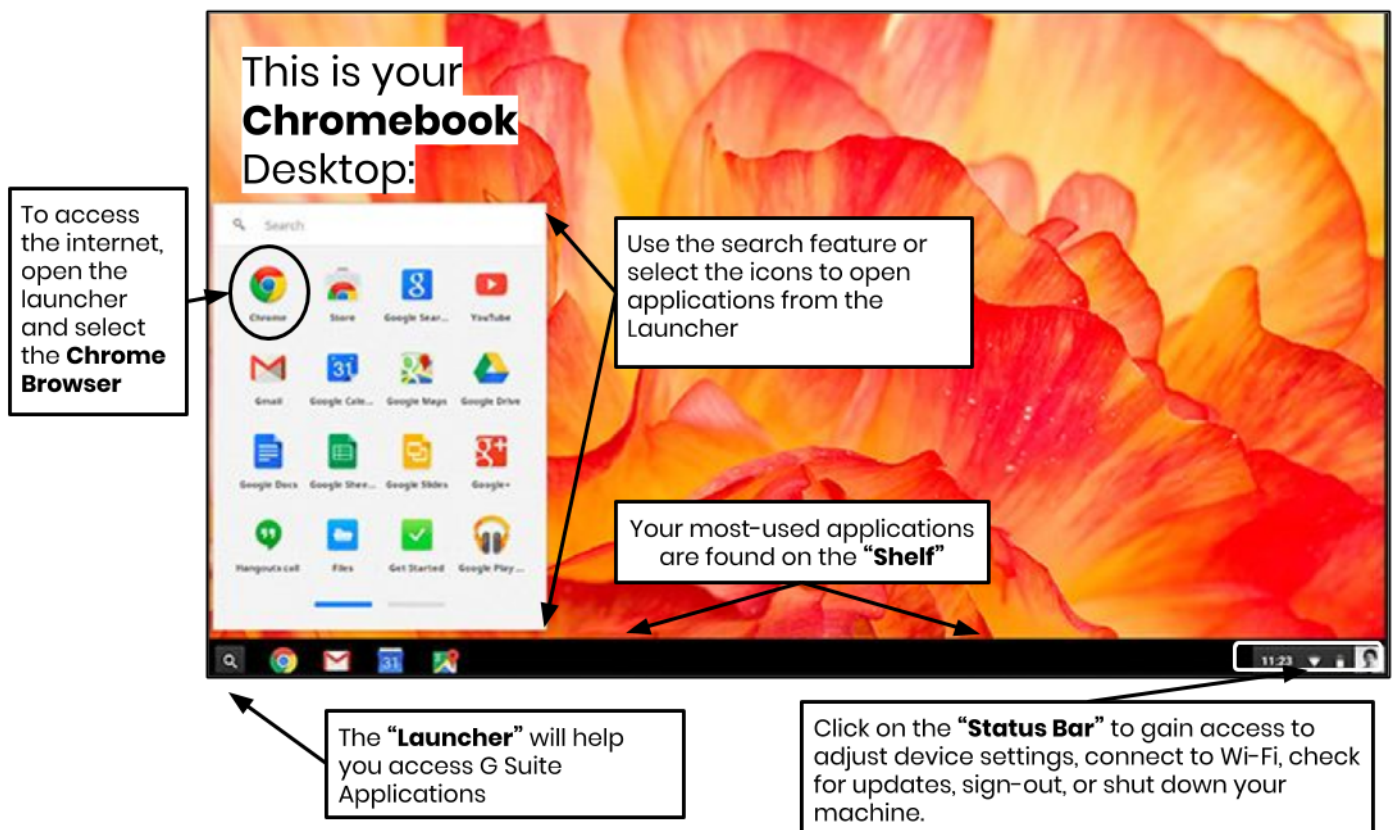 This is your
Chromebook
Desktop:
To access
the internet,
open the
launcher
and select
the Chrome
Browser
Search
Chrome Store Google Sear... YouTube
Gmail Google Cale... Google Maps Google Drive
31
Google Docs Google Shee... Google Slides Google+
Hangouts call Files Get Started Google Play ...
Use the search feature or
select the icons to open
applications from the
Launcher
Your most-used applications
are found on the “Shelf”
31
11:23
The “Launcher” will help
you access G Suite
Applications
Click on the “Status Bar” to gain access to
adjust device settings, connect to Wi-Fi, check
for updates, sign-out, or shut down your
machine.